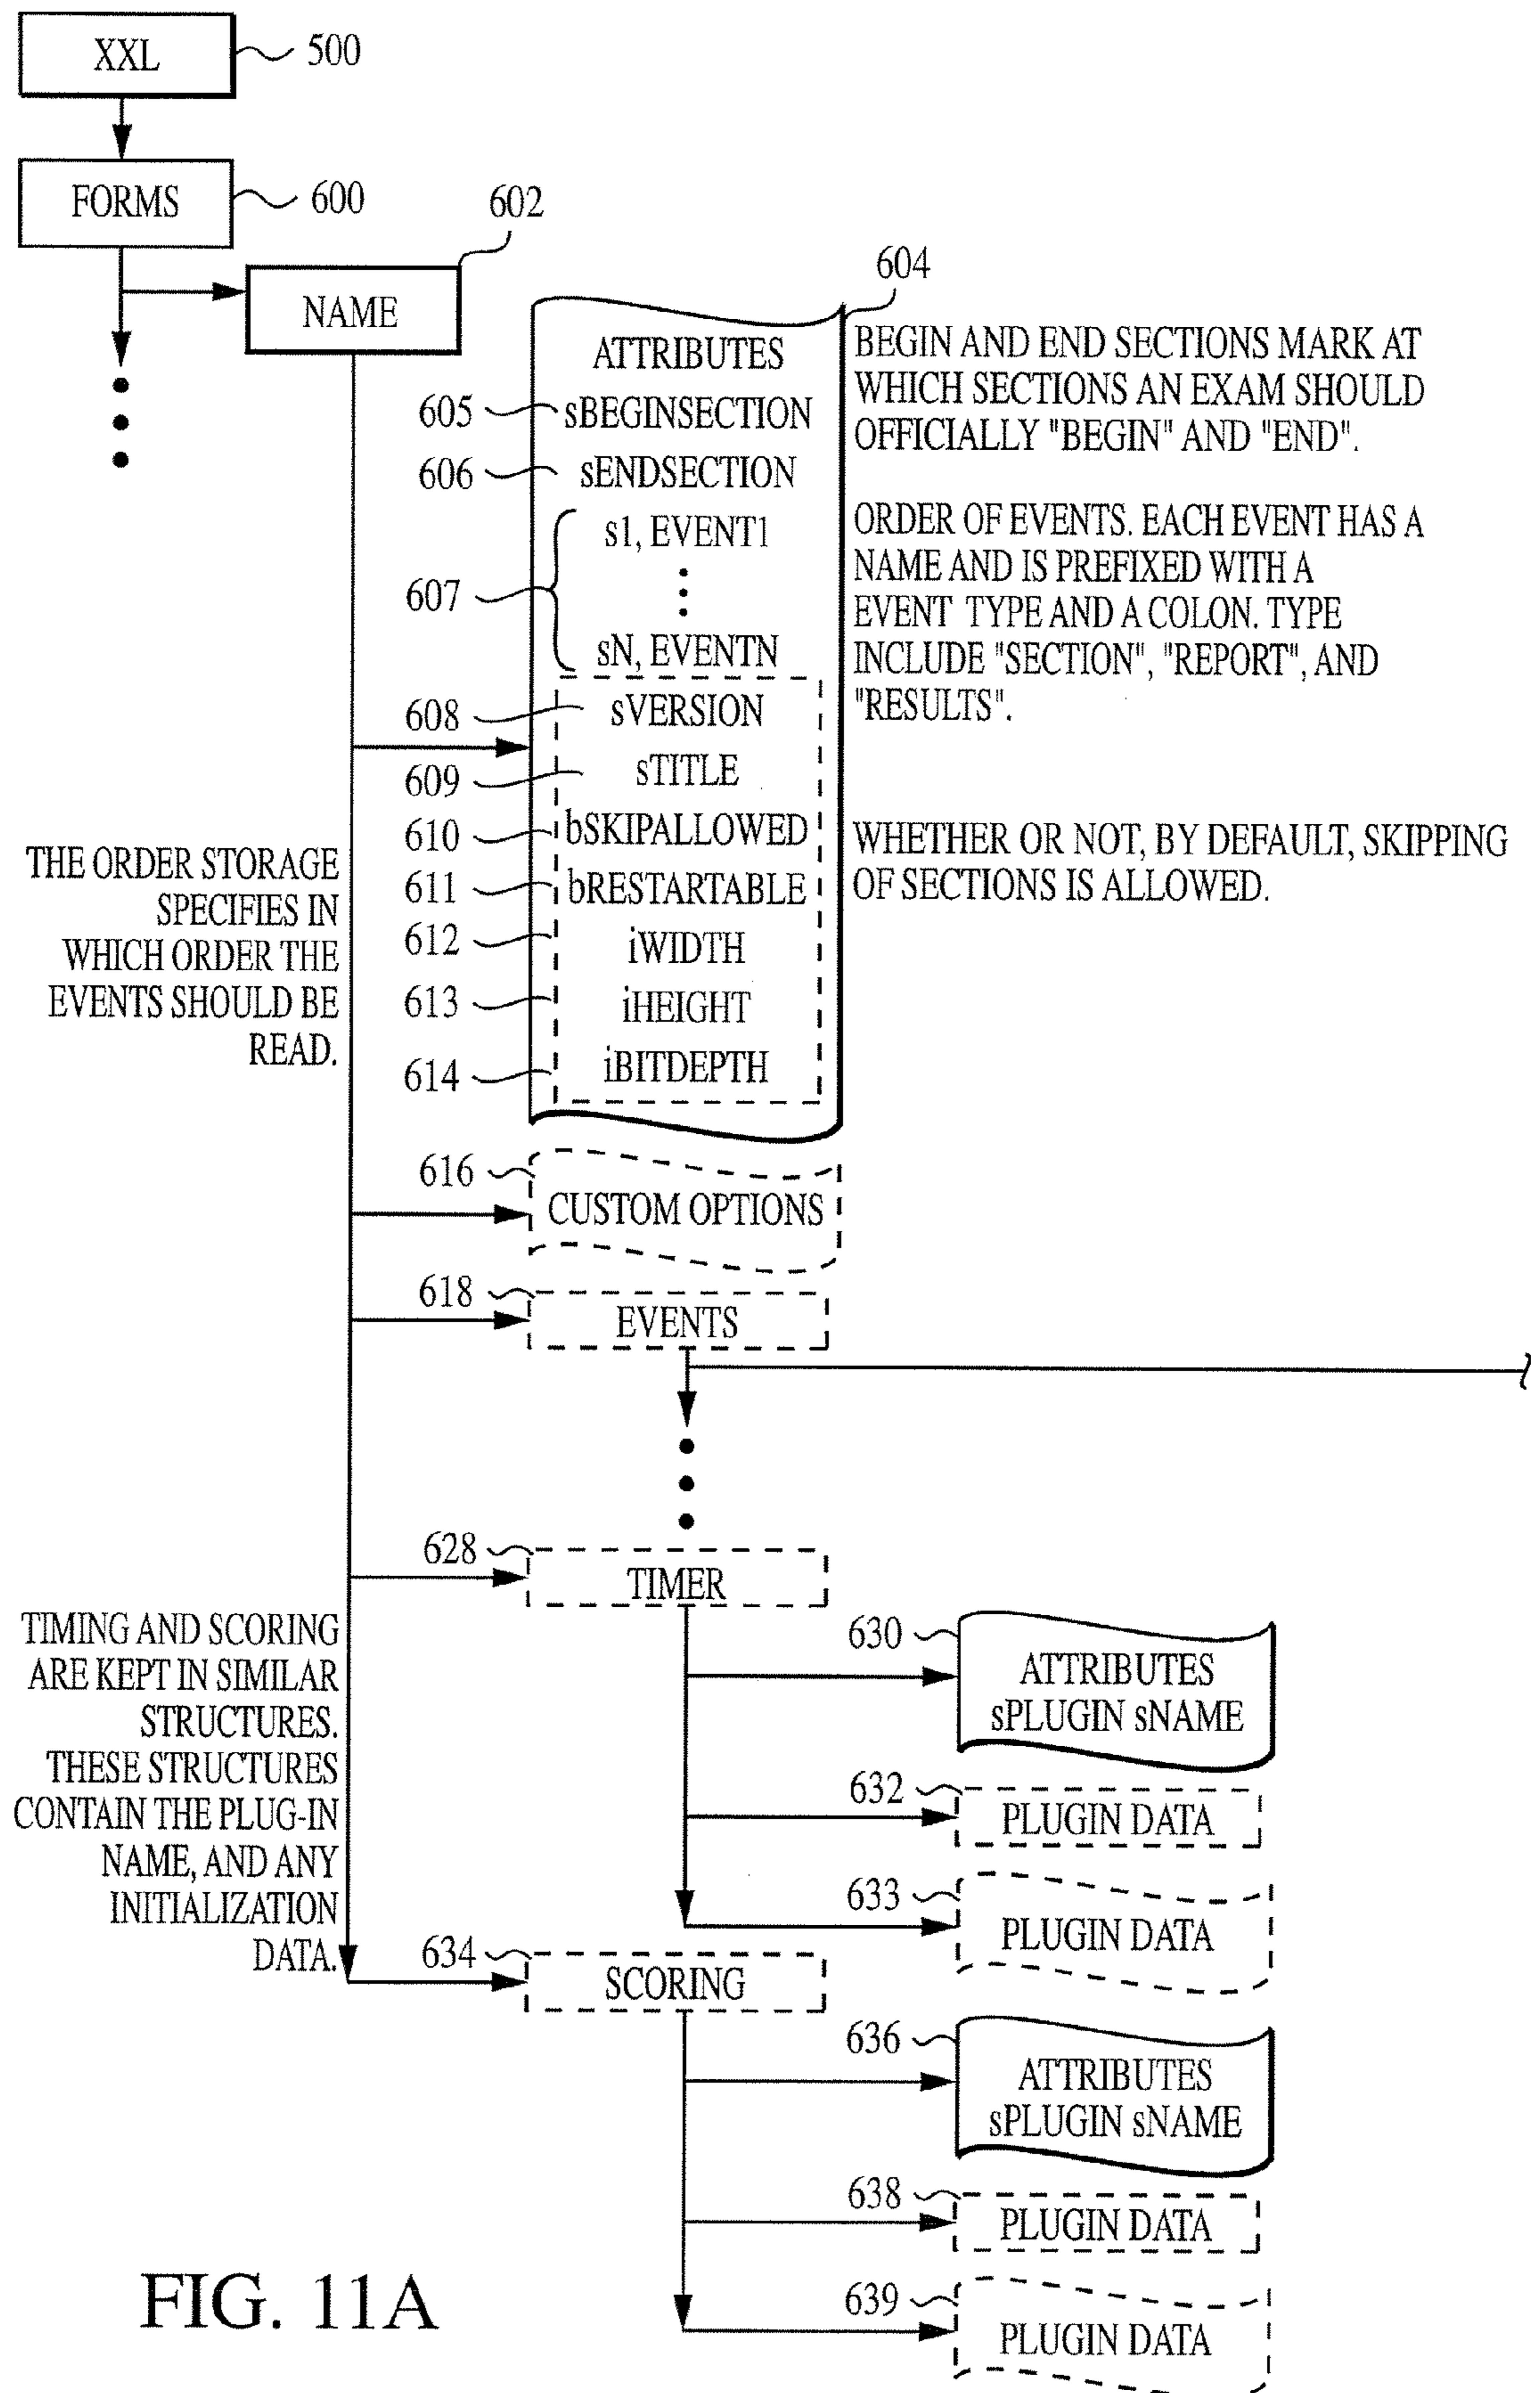 XXL
500
FORMS
600
602
NAME
604
ATTRIBUTES
605
sBEGINSECTION
606
sENDSECTION
s1, EVENT1
607
sN, EVENTN
608
sVERSION
609
sTITLE
610
bSKIPALLOWED
611
bRESTARTABLE
612
iWIDTH
613
iHEIGHT
614
iBITDEPTH
BEGIN AND END SECTIONS MARK AT
WHICH SECTIONS AN EXAM SHOULD
OFFICIALLY "BEGIN" AND "END".
ORDER OF EVENTS. EACH EVENT HAS A
NAME AND IS PREFIXED WITH A
EVENT TYPE AND A COLON. TYPE
INCLUDE "SECTION", "REPORT", AND
"RESULTS".
WHETHER OR NOT, BY DEFAULT, SKIPPING
OF SECTIONS IS ALLOWED.
THE ORDER STORAGE
SPECIFIES IN
WHICH ORDER THE
EVENTS SHOULD BE
READ.
616
CUSTOM OPTIONS
618
EVENTS
628
TIMER
TIMING AND SCORING
ARE KEPT IN SIMILAR
STRUCTURES.
THESE STRUCTURES
CONTAIN THE PLUG-IN
NAME, AND ANY
INITIALIZATION
DATA.
630
ATTRIBUTES
sPLUGIN sNAME
632
PLUGIN DATA
633
PLUGIN DATA
634
SCORING
636
ATTRIBUTES
sPLUGIN sNAME
638
PLUGIN DATA
639
PLUGIN DATA
FIG. 11A